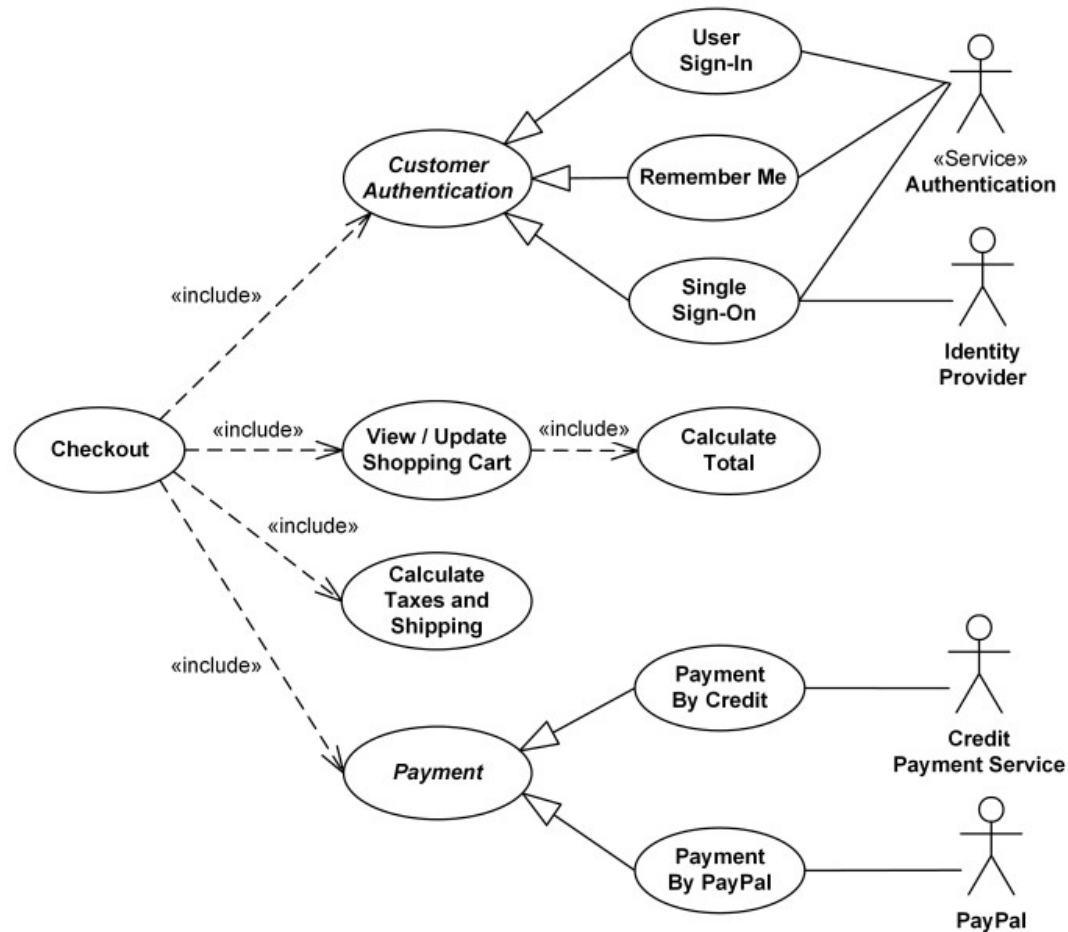 User
Sign-In
Customer
Authentication
Remember Me
«Service»
Authentication
Single
Sign-On
Identity
Provider
«include»
Checkout
«include»
View / Update
Shopping Cart
«include»
Calculate
Total
«include»
Calculate
Taxes and
Shipping
«include»
Payment
By Credit
Credit
Payment Service
Payment
Payment
By PayPal
PayPal